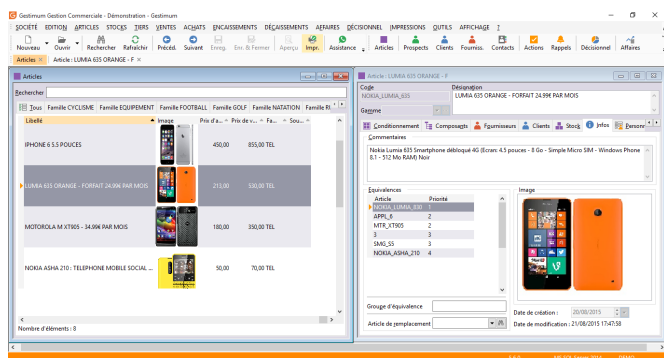 Gestimum Gestion Commerciale - Démonstration - Gestimum
SOCIÉTÉ EDITION ARTICLES STOCKS TIERS VENTES ACHATS ENCAISSEMENTS DÉCAISSEMENTS AFFAIRES DÉCISIONNEL IMPRESSIONS OUTILS AFFICHAGE ?
Nouveau Ouvrir Rechercher Rafraîchir Précéd. Suivant Enreg. Enr. & Fermer Aperçu Impr. Assistance Articles Prospects Clients Fourniss. Contacts Actions Rappels Décisionnel Affaires
Articles × Article : LUMIA 635 ORANGE - F ×
Articles
Rechercher
Tous Famille CYCLISME Famille EQUIPEMENT Famille FOOTBALL Famille GOLF Famille NATATION
Libellé Image Prix d'a... Prix de v... Fa... Sou...
IPHONE 6 5.5 POUCES 450,00 855,00 TEL
LUMIA 635 ORANGE - FORFAIT 24.99€ PAR MOIS 213,00 530,00 TEL
MOTOROLA M XT905 - 34.99€ PAR MOIS 180,00 350,00 TEL
NOKIA ASHA 210 : TELEPHONE MOBILE SOCIAL ... 50,00 70,00 TEL
Nombre d'éléments : 8
Article : LUMIA 635 ORANGE - F
Code Désignation
NOKIA_LUMIA_635 LUMIA 635 ORANGE - FORFAIT 24.99€ PAR MOIS
Gamme
Conditionnement Composants Fournisseurs Clients Stock Infos Personn
Commentaires
Nokia Lumia 635 Smartphone débloqué 4G (Ecran: 4.5 pouces - 8 Go - Simple Micro SIM - Windows Phone
8.1 - 512 Mo RAM) Noir
Equivalences Image
Article Priorité
NOKIA_LUMIA_830 1
APPL_6 2
MTR_XT905 2
3 3
SMG_S5 3
NOKIA_ASHA_210 4
Groupe d'équivalence
Date de création : 20/08/2015
Article de remplacement
Date de modification : 21/08/2015 17:47:58